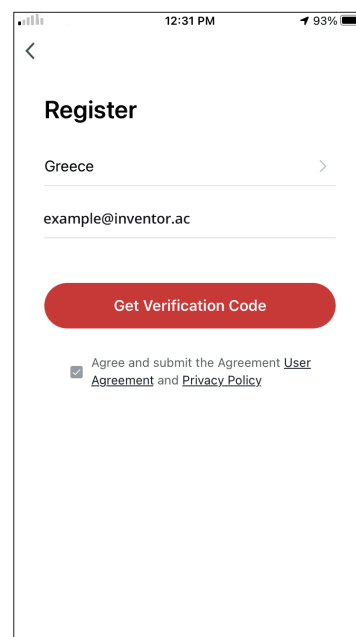 12:31 PM
93%
Register
Greece
example@inventor.ac
Get Verification Code
Agree and submit the Agreement User
Agreement and Privacy Policy